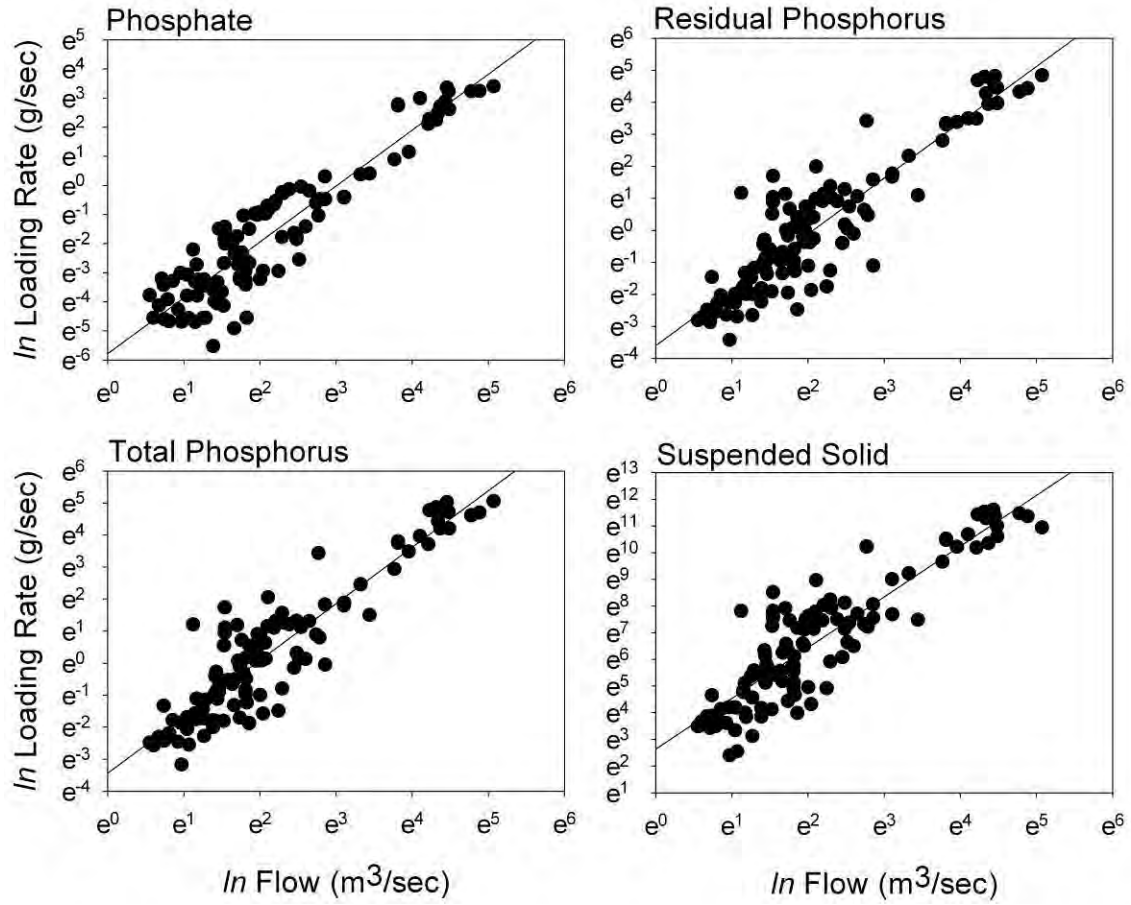 Phosphate
ln Loading Rate (g/sec)
e⁵
e⁴
e³
e²
e¹
e⁰
e⁻¹
e⁻²
e⁻³
e⁻⁴
e⁻⁵
e⁻⁶
e⁰ e¹ e² e³ e⁴ e⁵ e⁶
Residual Phosphorus
e⁶
e⁵
e⁴
e³
e²
e¹
e⁰
e⁻¹
e⁻²
e⁻³
e⁻⁴
e⁰ e¹ e² e³ e⁴ e⁵ e⁶
Total Phosphorus
ln Loading Rate (g/sec)
e⁶
e⁵
e⁴
e³
e²
e¹
e⁰
e⁻¹
e⁻²
e⁻³
e⁻⁴
e⁰ e¹ e² e³ e⁴ e⁵ e⁶
ln Flow (m³/sec)
Suspended Solid
e¹³
e¹²
e¹¹
e¹⁰
e⁹
e⁸
e⁷
e⁶
e⁵
e⁴
e³
e²
e¹
e⁰ e¹ e² e³ e⁴ e⁵ e⁶
ln Flow (m³/sec)